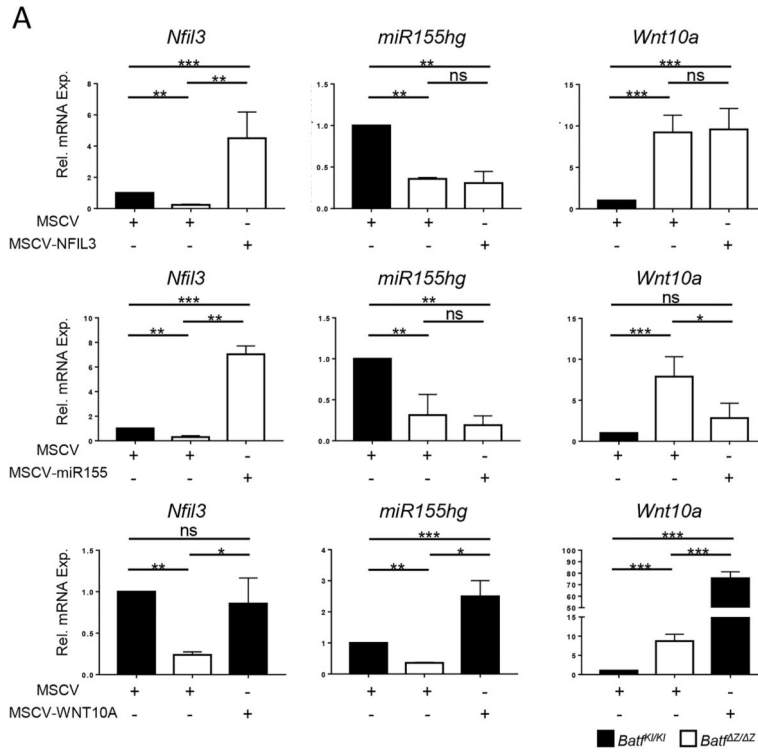 A
Nfil3 miR155hg Wnt10a
*** ** ***
** ns ns
** ** ***
Rel. mRNA Exp.
8 1.5 15
6 1.0 10
4 0.5 5
2 0.0 0
0
MSCV + + - + + - + + -
MSCV-NFIL3 - - + - - + - - +
Nfil3 miR155hg Wnt10a
*** ** ns
** ns *
** ** ***
Rel. mRNA Exp.
10 1.5 15
8 1.0 10
6 0.5 5
4 0.0 0
2
0
MSCV + + - + + - + + -
MSCV-miR155 - - + - - + - - +
Nfil3 miR155hg Wnt10a
ns *** ***
* * ***
** ** ***
Rel. mRNA Exp.
1.5 4 100
1.0 3 90
0.5 2 80
0.0 1 70
0 60
50
15
10
5
0
MSCV + + - + + - + + -
MSCV-WNT10A - - + - - + - - +
Batf KI/KI Batf ΔZ/ΔZ